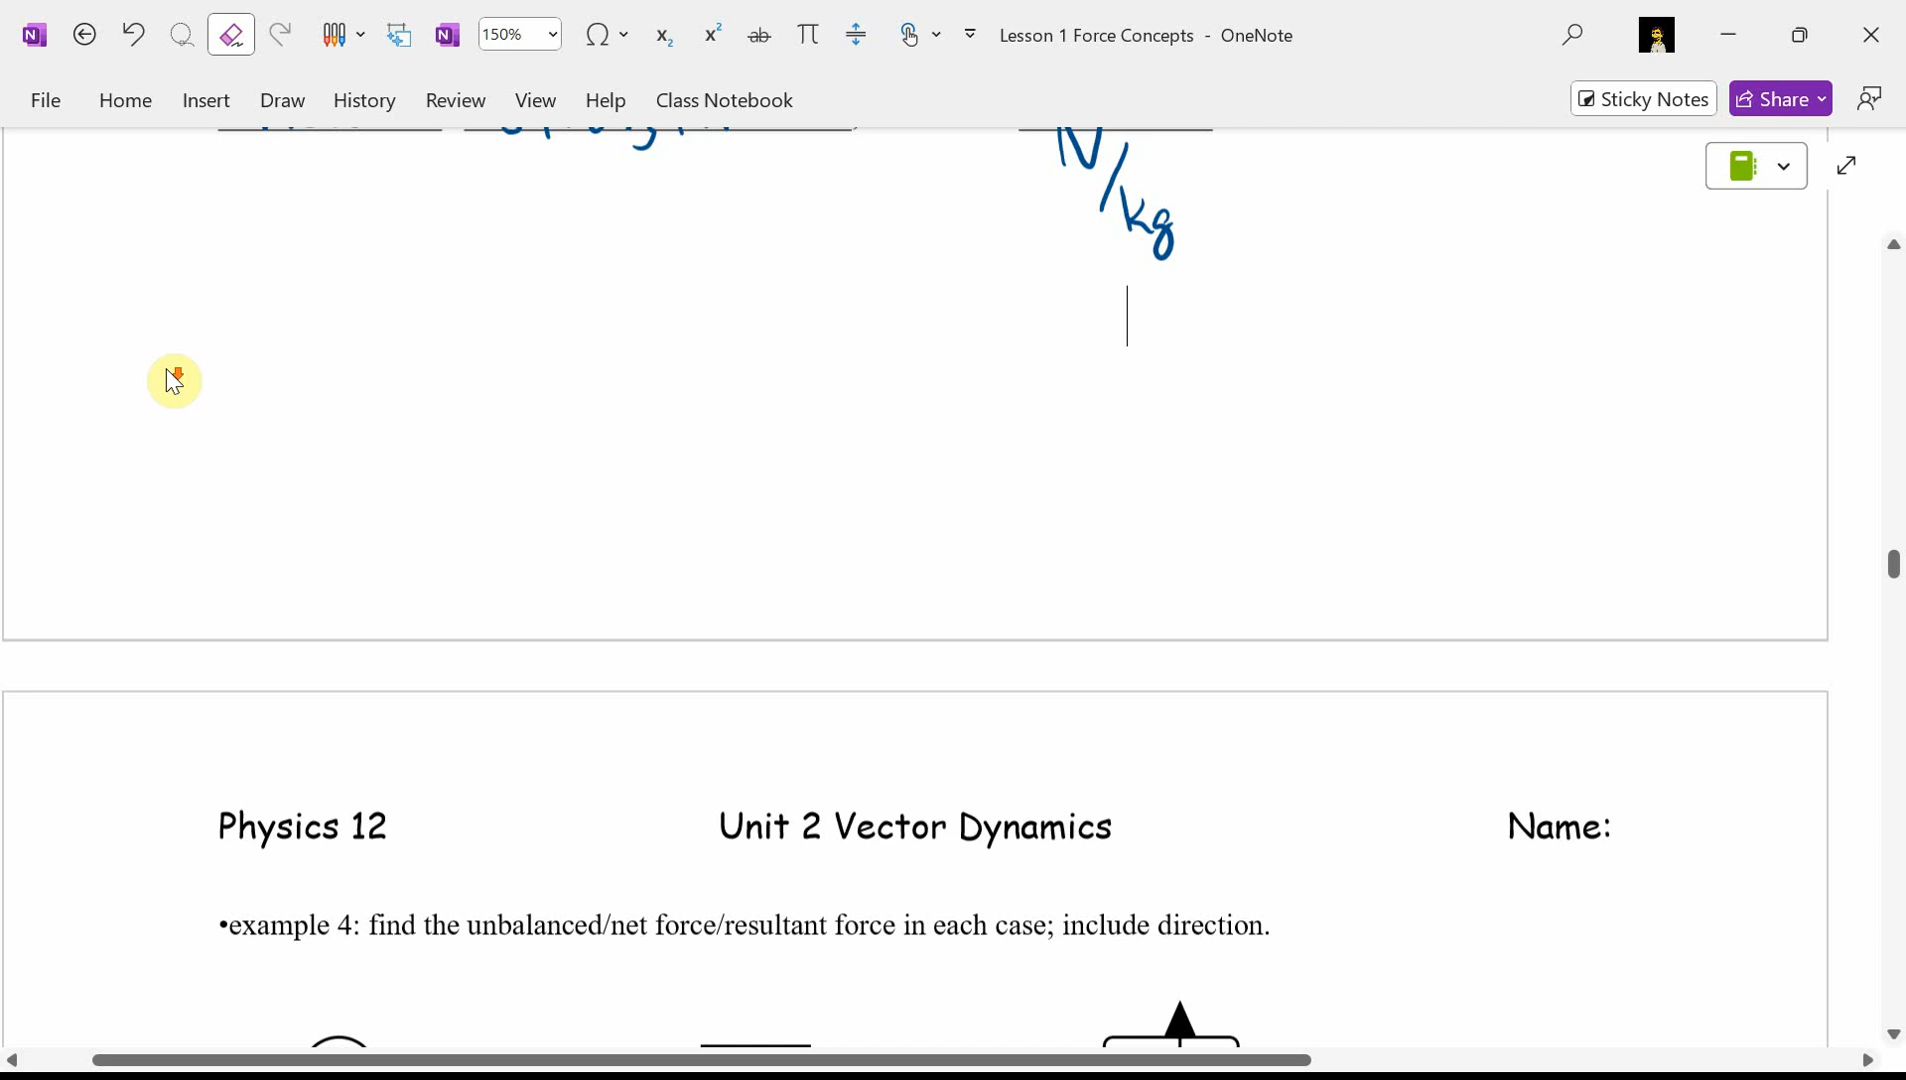 150%
Lesson 1 Force Concepts - OneNote
File Home Insert Draw History Review View Help Class Notebook
Sticky Notes Share
N/kg
Physics 12 Unit 2 Vector Dynamics Name:
•example 4: find the unbalanced/net force/resultant force in each case; include direction.